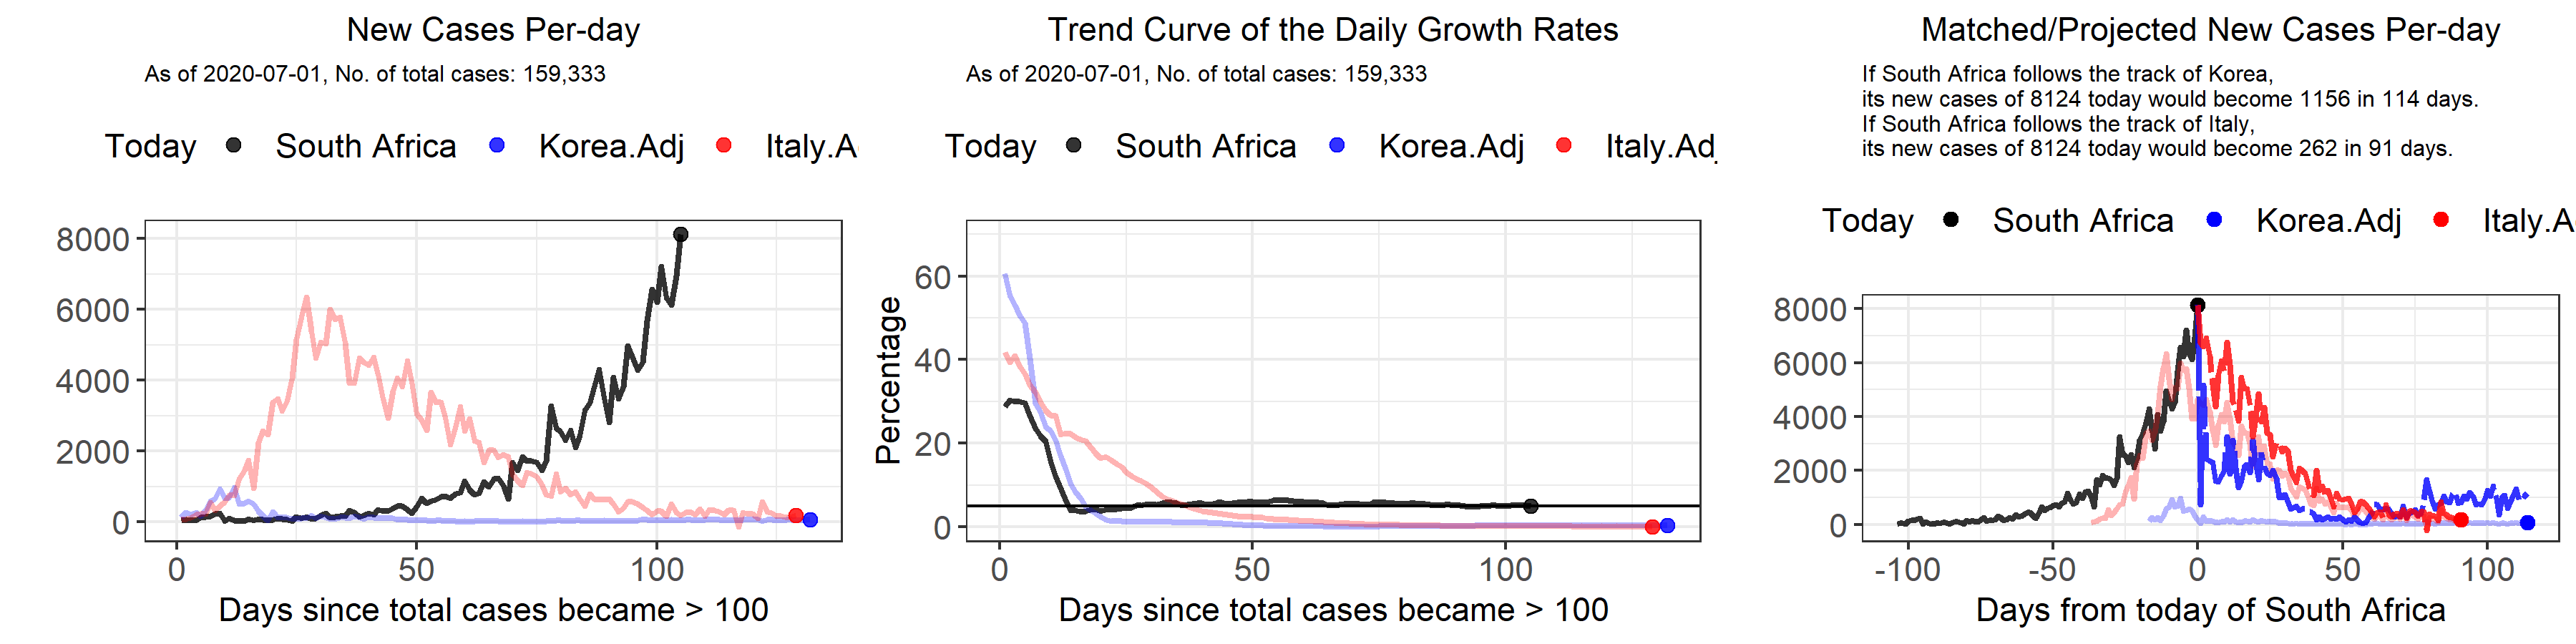 New Cases Per-day
As of 2020-07-01, No. of total cases: 159,333
Today South Africa Korea.Adj Italy.A
8000
6000
4000
2000
0
0 50 100
Days since total cases became > 100
Trend Curve of the Daily Growth Rates
As of 2020-07-01, No. of total cases: 159,333
Today South Africa Korea.Adj Italy.Adj
Percentage
60
40
20
0
0 50 100
Days since total cases became > 100
Matched/Projected New Cases Per-day
If South Africa follows the track of Korea,
its new cases of 8124 today would become 1156 in 114 days.
If South Africa follows the track of Italy,
its new cases of 8124 today would become 262 in 91 days.
Today South Africa Korea.Adj Italy.A
8000
6000
4000
2000
0
-100 -50 0 50 100
Days from today of South Africa